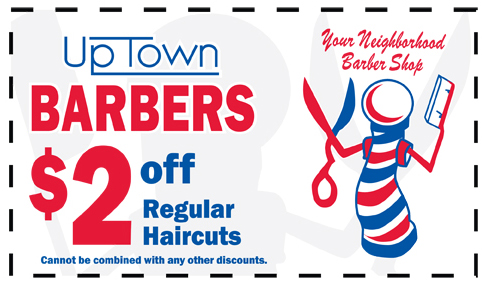 Up Town
BARBERS
$2 off
Regular
Haircuts
Cannot be combined with any other discounts.
Your Neighborhood
Barber Shop